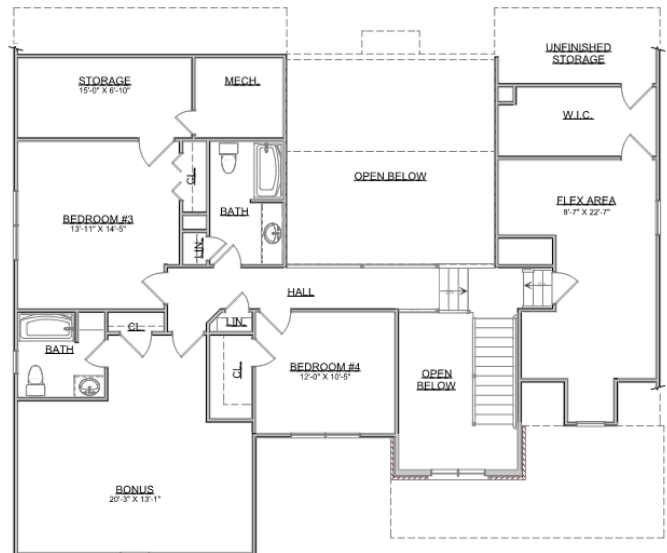 UNFINISHED
STORAGE
STORAGE
15'-0" X 6'-10"
MECH.
W.I.C.
OPEN BELOW
CL.
BATH
FLEX AREA
8'-7" X 22'-7"
BEDROOM #3
13'-11" X 14'-5"
LIN.
HALL
CL.
LIN.
BATH
CL.
BEDROOM #4
12'-0" X 10'-5"
OPEN
BELOW
BONUS
20'-3" X 13'-1"